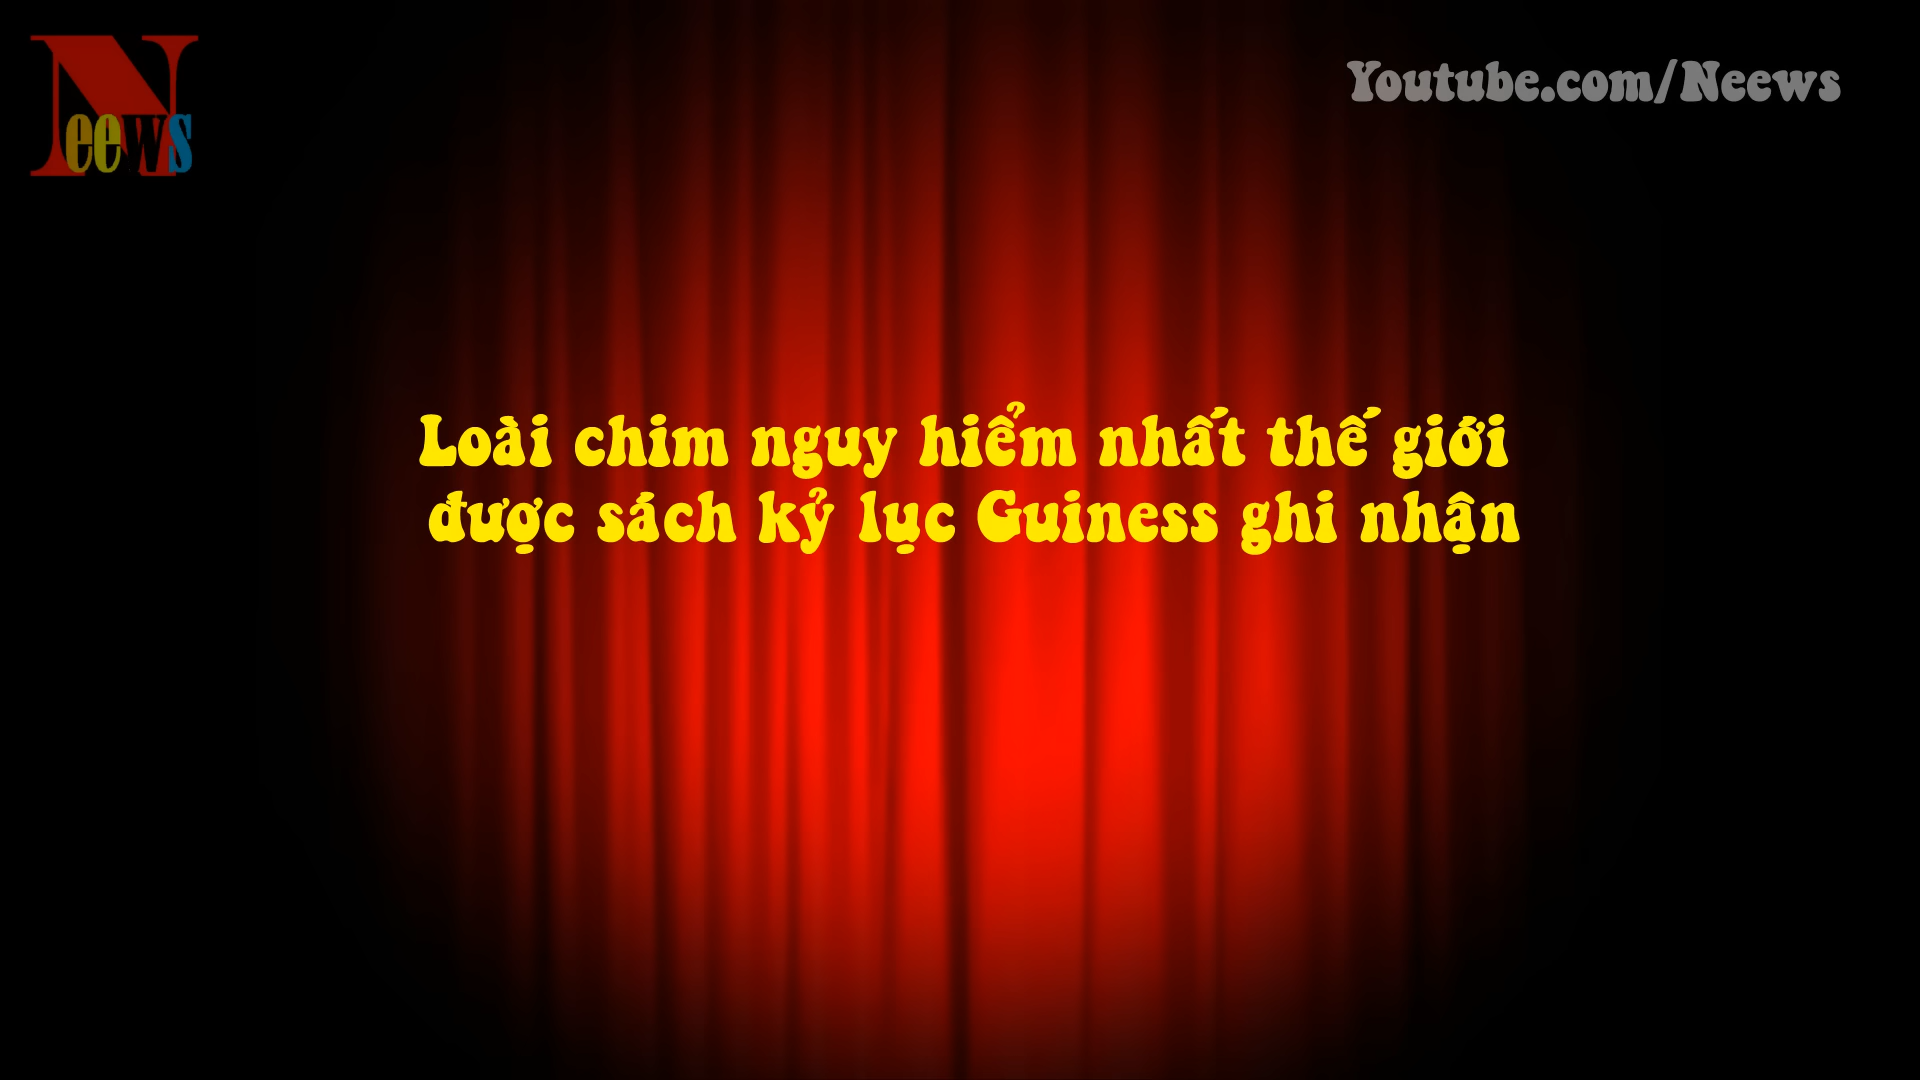 Neews
Youtube.com/Neews
Loài chim nguy hiểm nhất thế giới
được sách kỷ lục Guiness ghi nhận